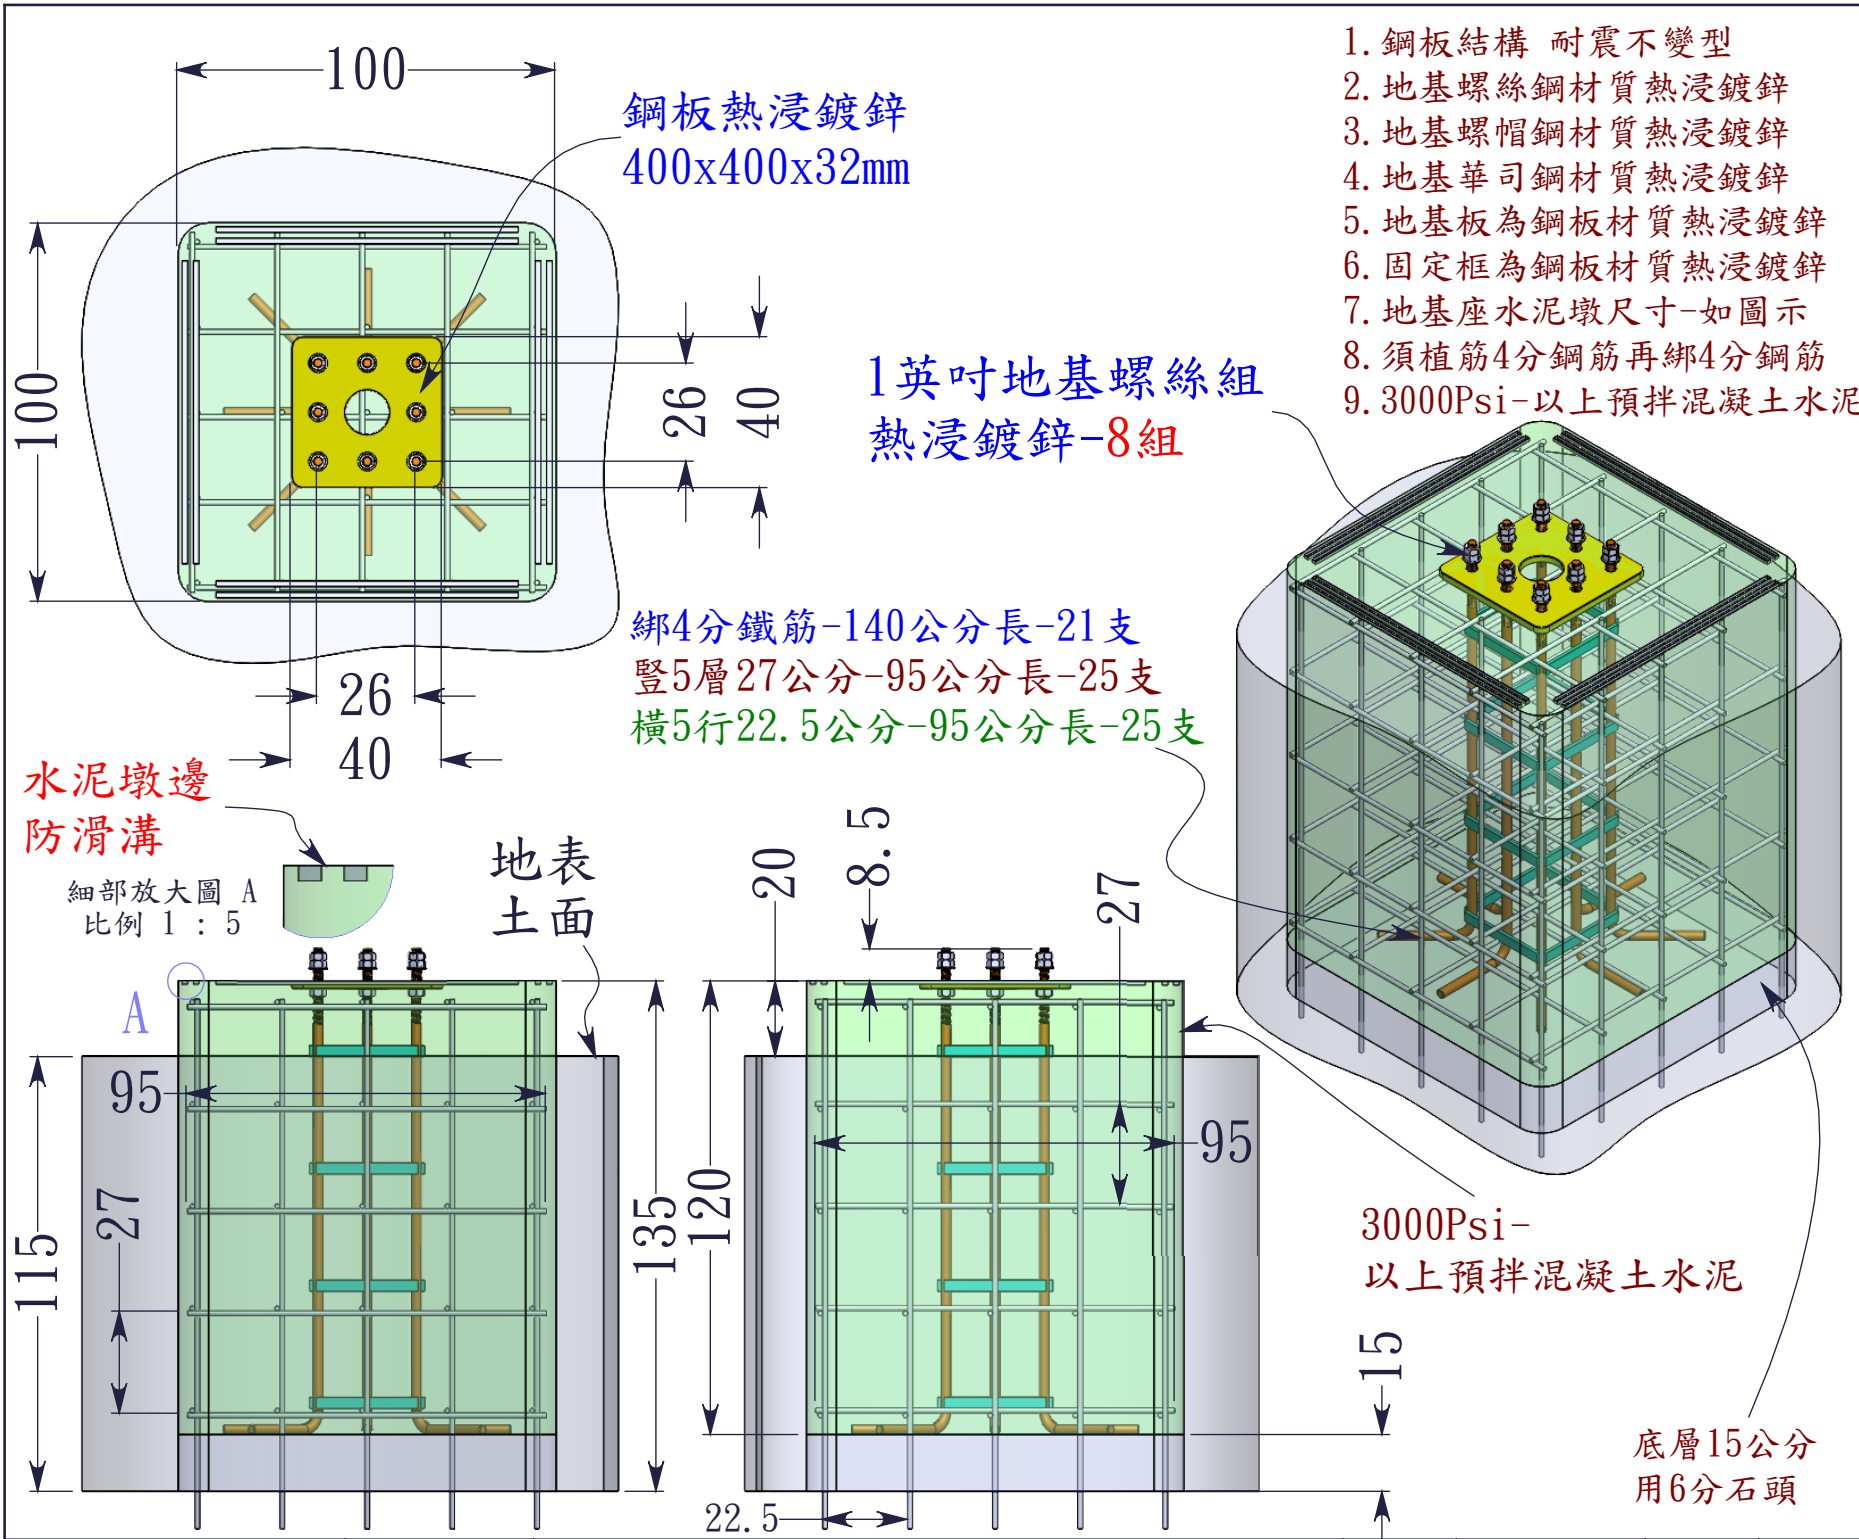 1.鋼板結構 耐震不變型
2.地基螺絲鋼材質熱浸鍍鋅
3.地基螺帽鋼材質熱浸鍍鋅
4.地基華司鋼材質熱浸鍍鋅
5.地基板為鋼板材質熱浸鍍鋅
6.固定框為鋼板材質熱浸鍍鋅
7.地基座水泥墩尺寸-如圖示
8.須植筋4分鋼筋再綁4分鋼筋
9.3000Psi-以上預拌混凝土水泥
100
鋼板熱浸鍍鋅
400x400x32mm
100
26
40
1英吋地基螺絲組
熱浸鍍鋅-8組
26
40
綁4分鐵筋-140公分長-21支
豎5層27公分-95公分長-25支
橫5行22.5公分-95公分長-25支
水泥墩邊
防滑溝
細部放大圖 A
比例 1 : 5
地表
土面
A
95
27
115
135
20
8.5
27
95
120
22.5
15
3000Psi-
以上預拌混凝土水泥
底層15公分
用6分石頭